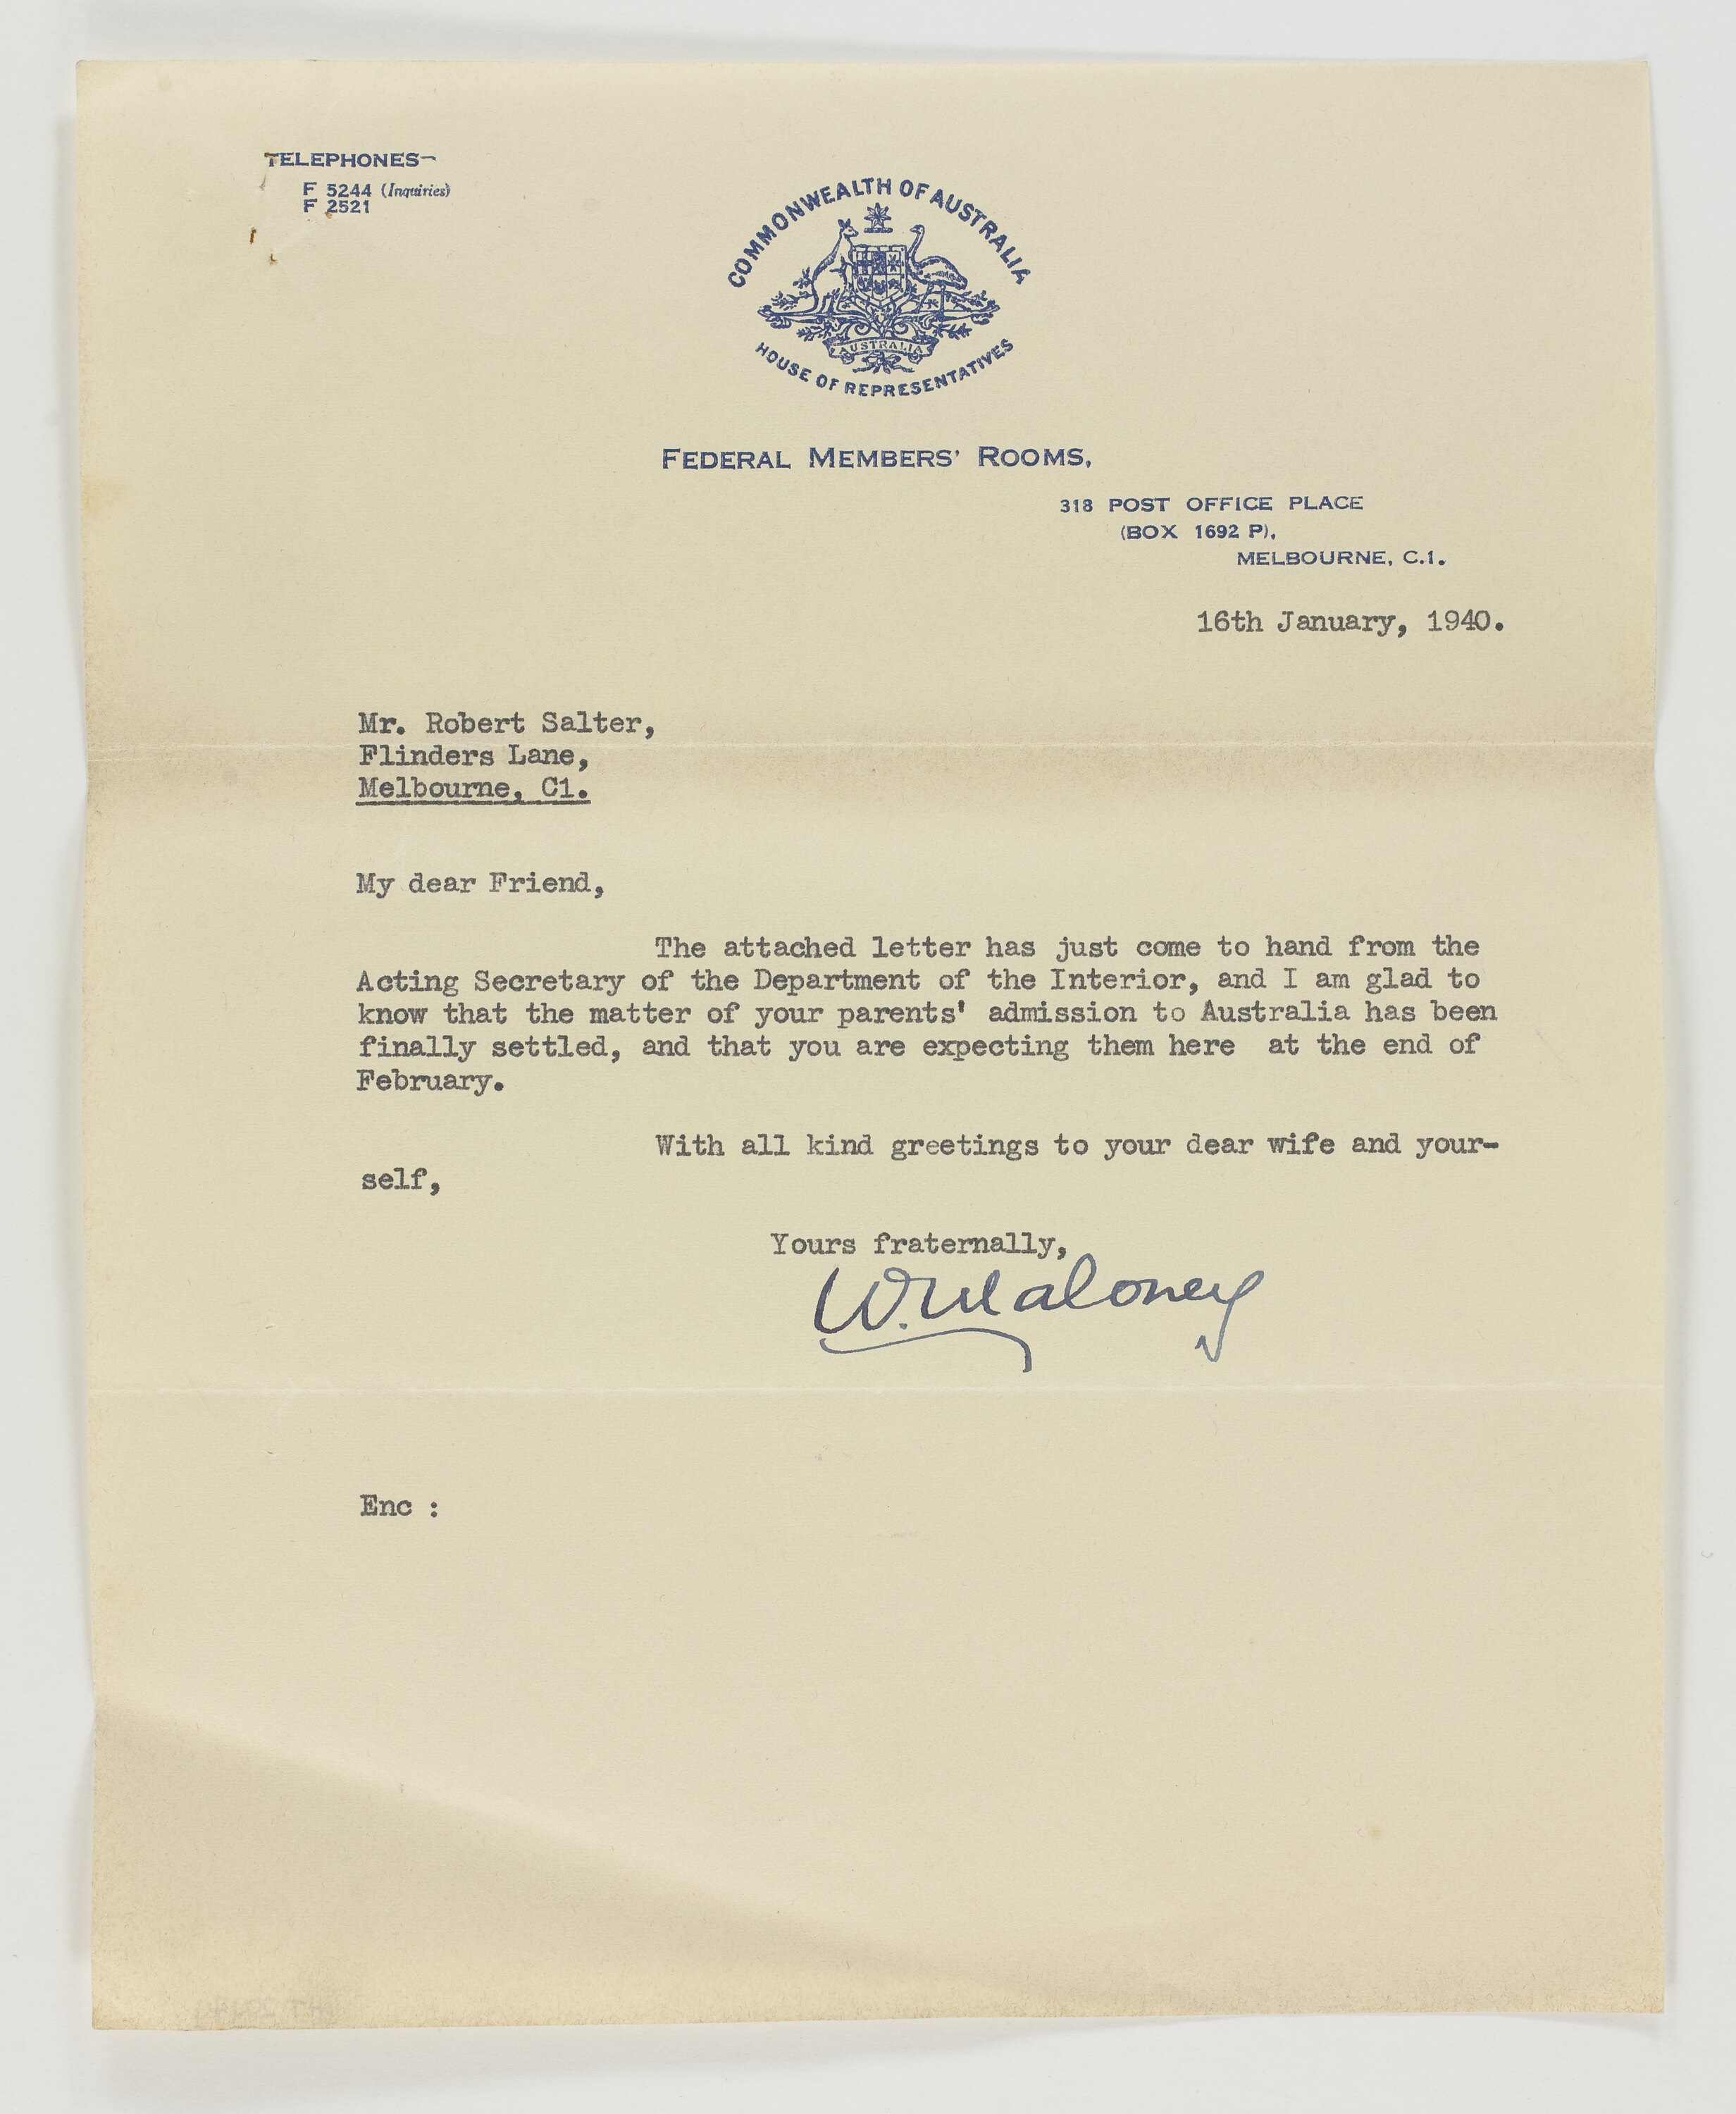 TELEPHONES—
F 5244 (Inquiries)
F 2521
COMMONWEALTH OF AUSTRALIA
AUSTRALIA
HOUSE OF REPRESENTATIVES
FEDERAL MEMBERS' ROOMS,
318 POST OFFICE PLACE
(BOX 1692 P),
MELBOURNE, C.1.
16th January, 1940.
Mr. Robert Salter,
Flinders Lane,
Melbourne, C1.
My dear Friend,
The attached letter has just come to hand from the
Acting Secretary of the Department of the Interior, and I am glad to
know that the matter of your parents' admission to Australia has been
finally settled, and that you are expecting them here at the end of
February.
With all kind greetings to your dear wife and your-
self,
Yours fraternally,
W. Maloney
Enc :